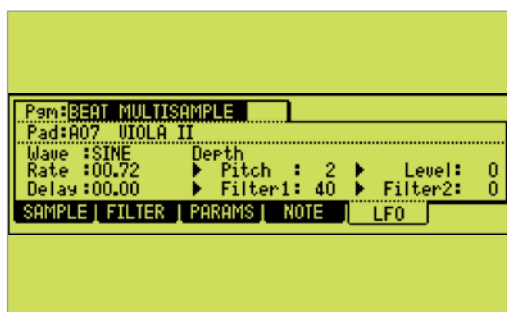 Pgm:BEAT MULTISAMPLE
Pad:A07 VIOLA II
Wave :SINE Depth
Rate :00.72 ▶ Pitch : 2 ▶ Level: 0
Delay:00.00 ▶ Filter1: 40 ▶ Filter2: 0
SAMPLE | FILTER | PARAMS | NOTE | LFO